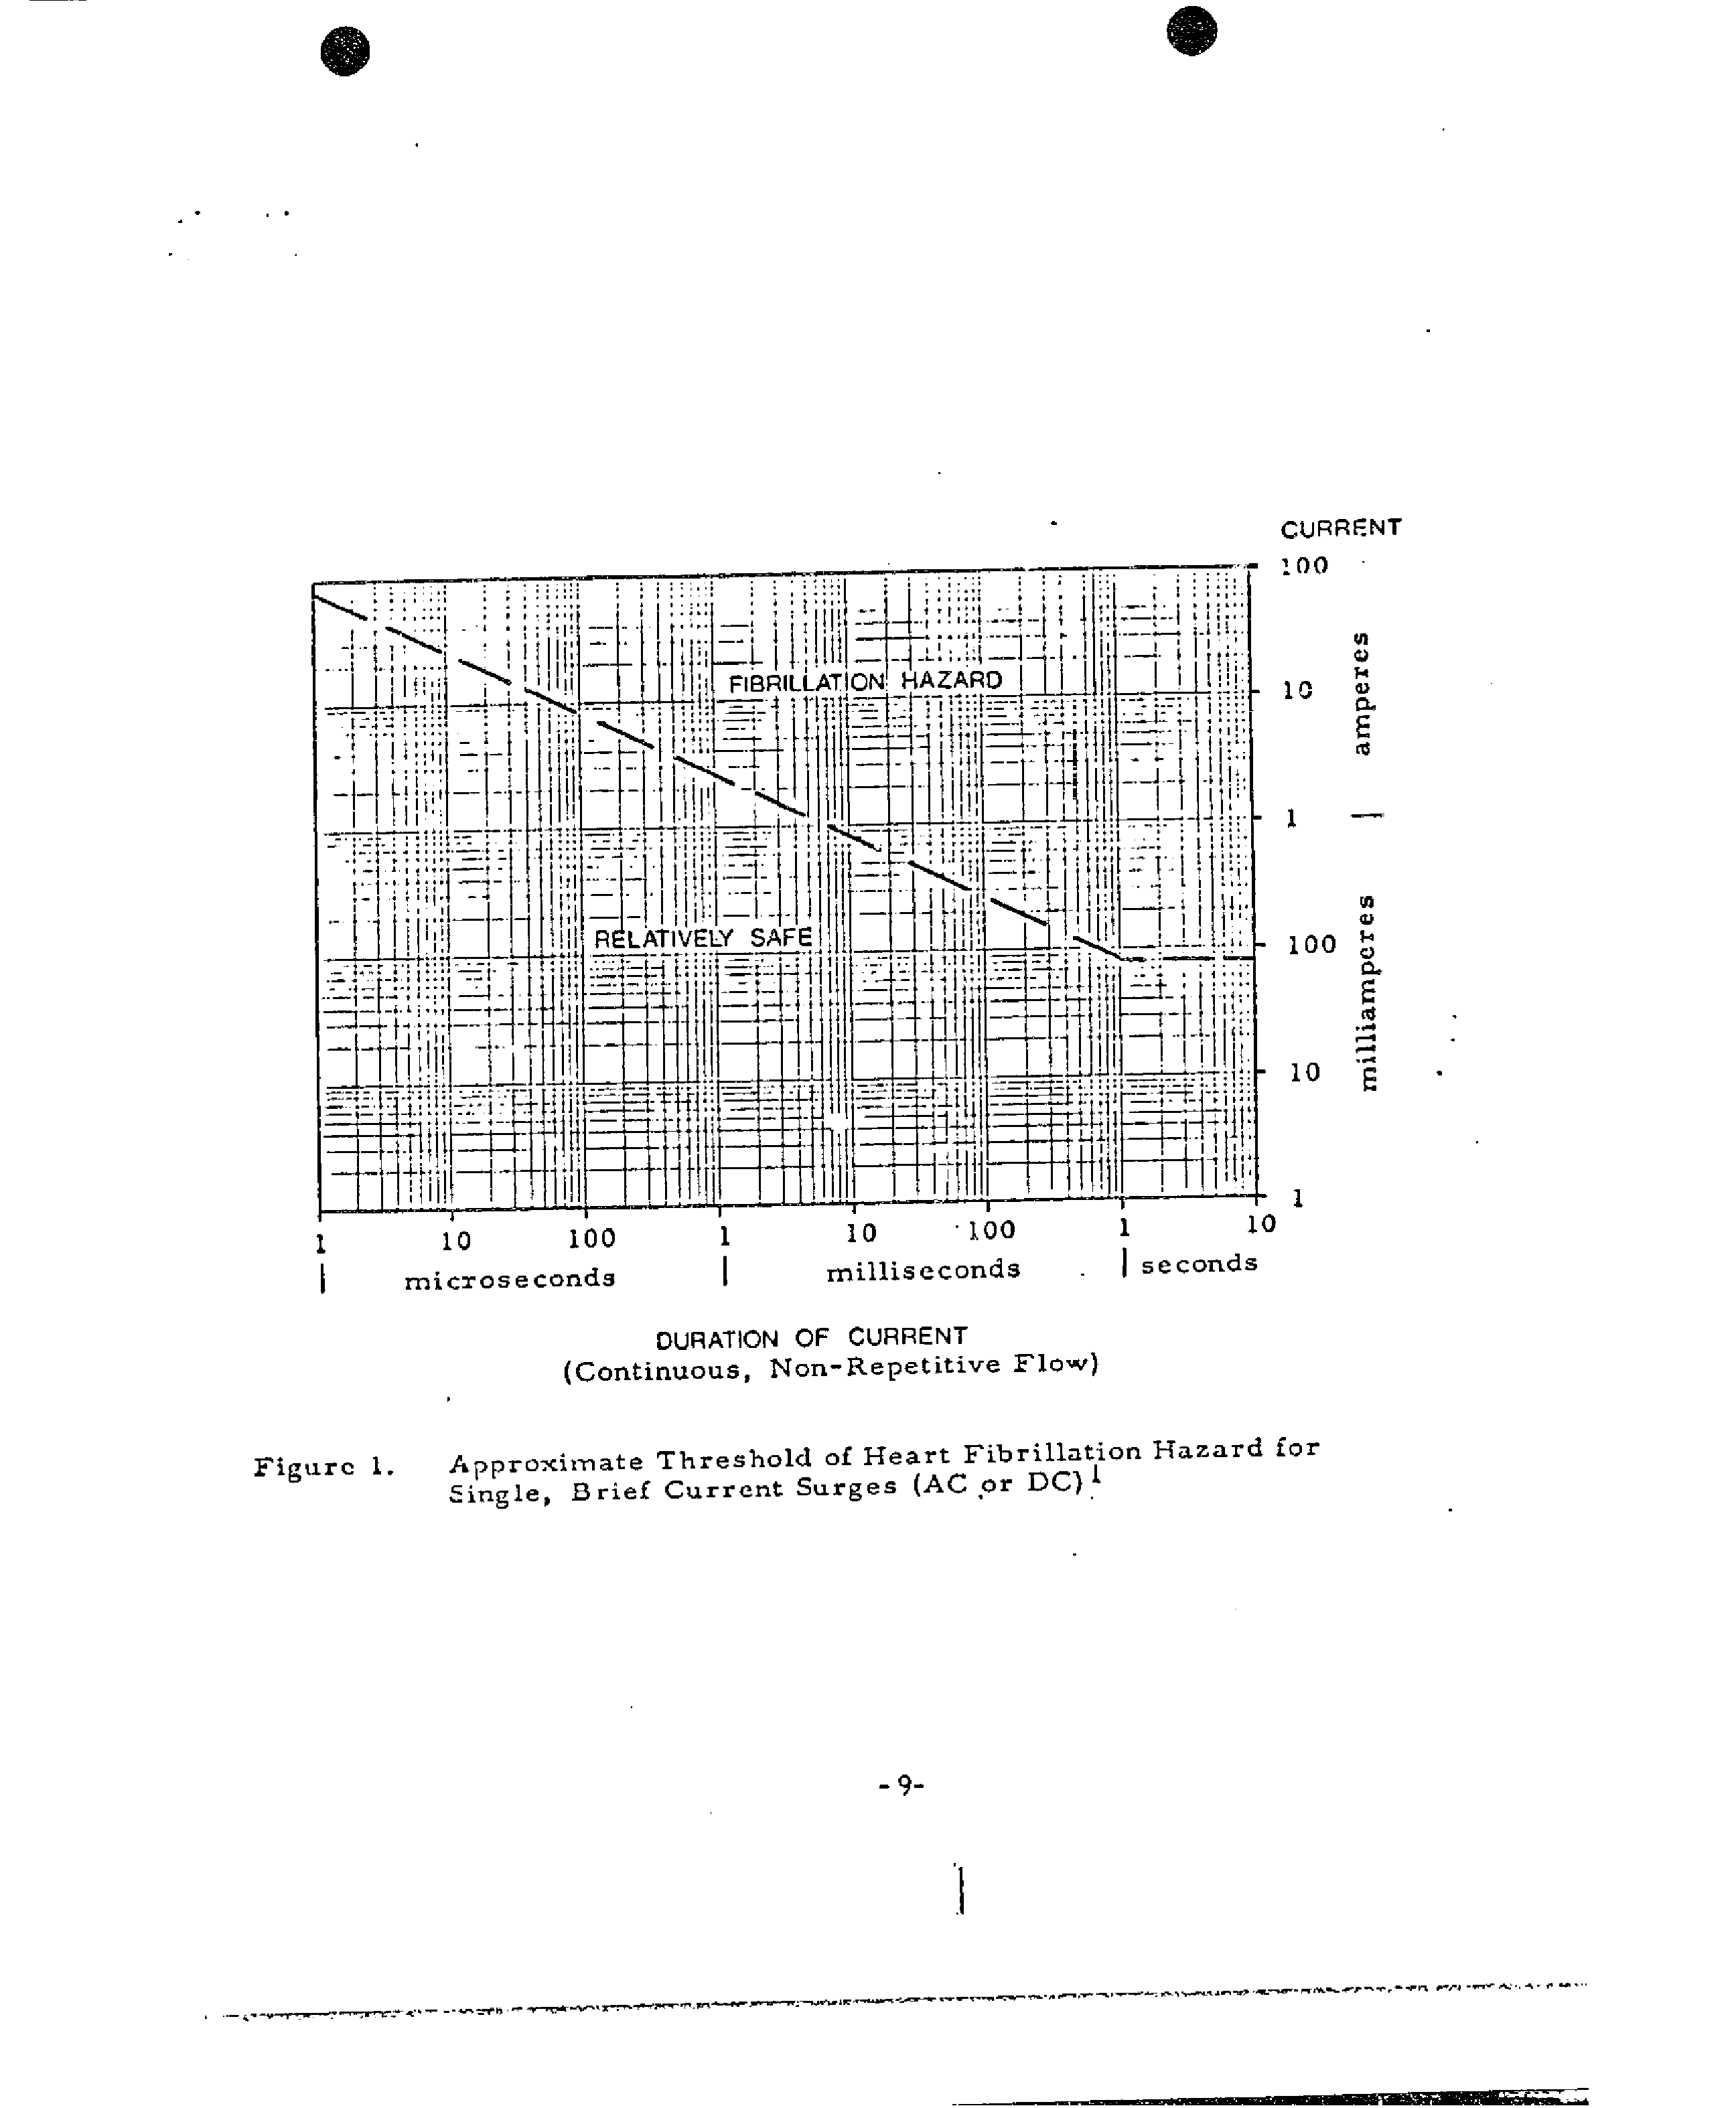 CURRENT
100
amperes
FIBRILLATION HAZARD
10
1
RELATIVELY SAFE
100
milliamperes
10
1
1 10 100 1 10 100 1 10
| microseconds | milliseconds | seconds
DURATION OF CURRENT
(Continuous, Non-Repetitive Flow)
Figure 1. Approximate Threshold of Heart Fibrillation Hazard for
Single, Brief Current Surges (AC or DC)1
-9-